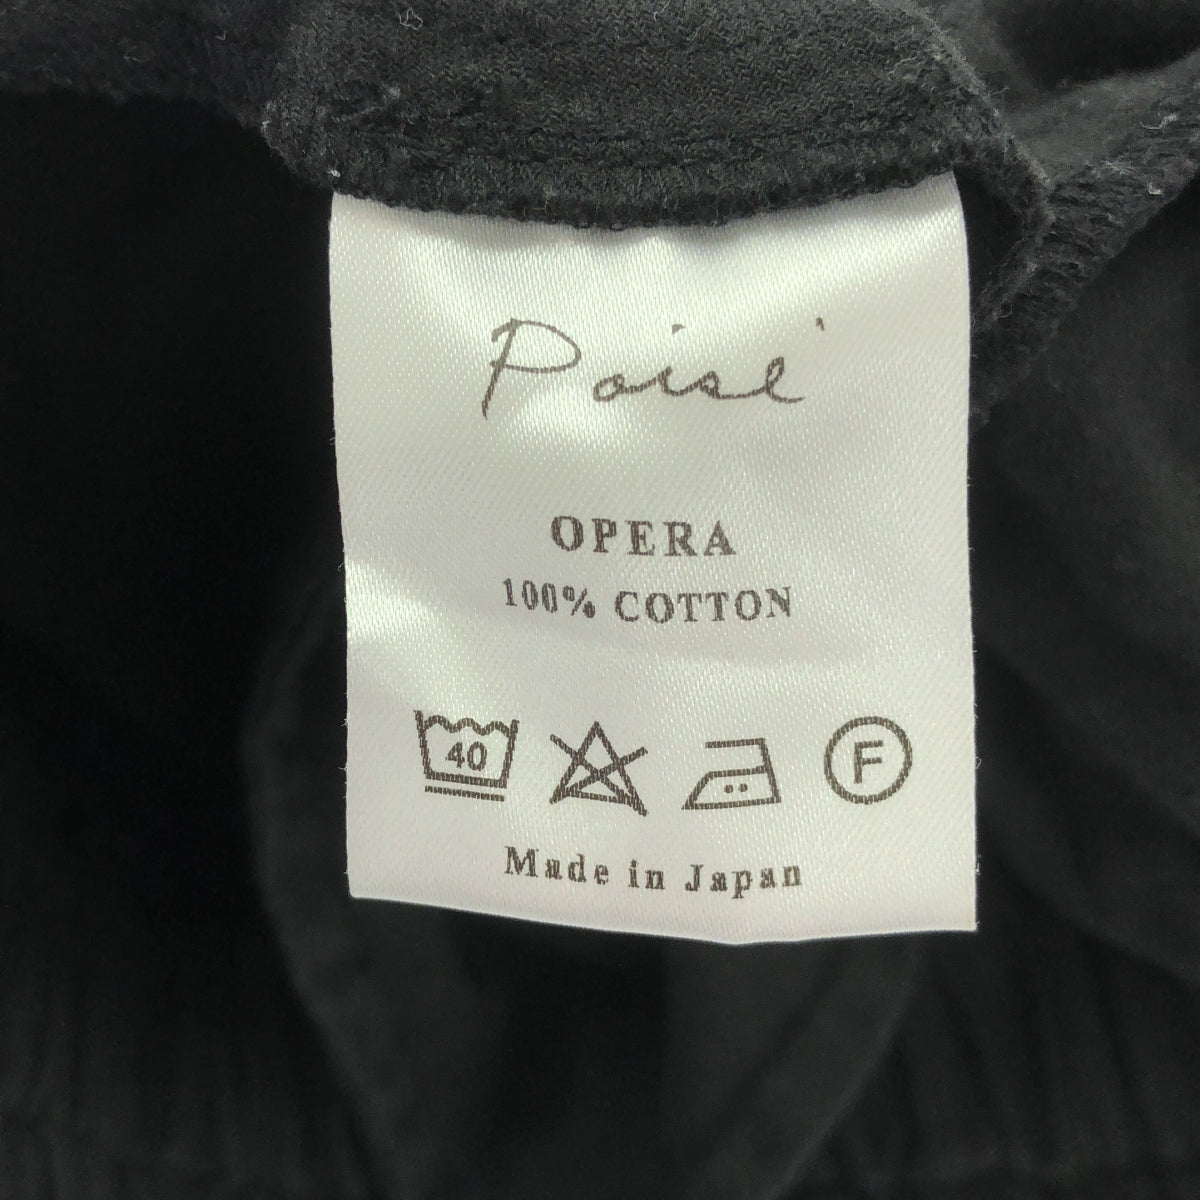 Poisé
OPERA
100% COTTON
40 F
Made in Japan